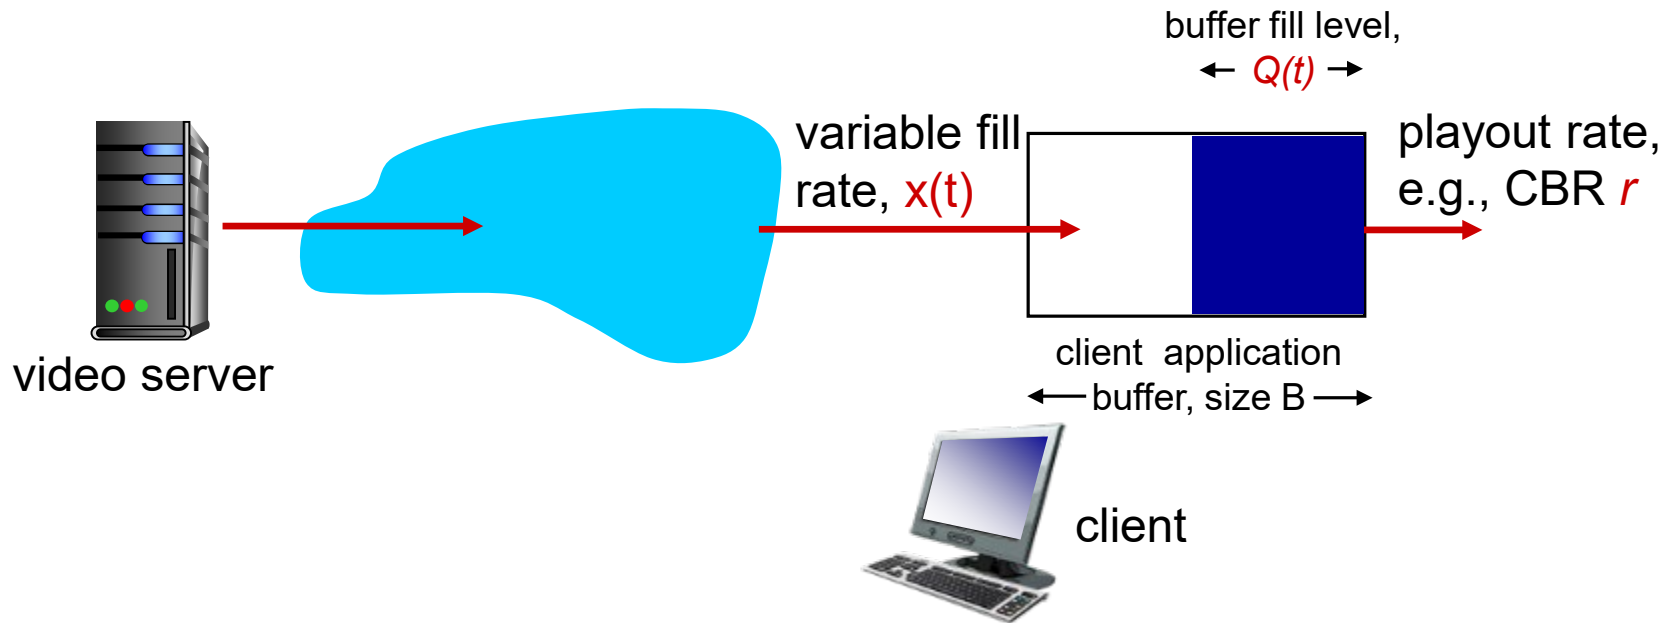 buffer fill level,
Q(t)
variable fill
rate, x(t)
playout rate,
e.g., CBR r
video server
client application
buffer, size B
client